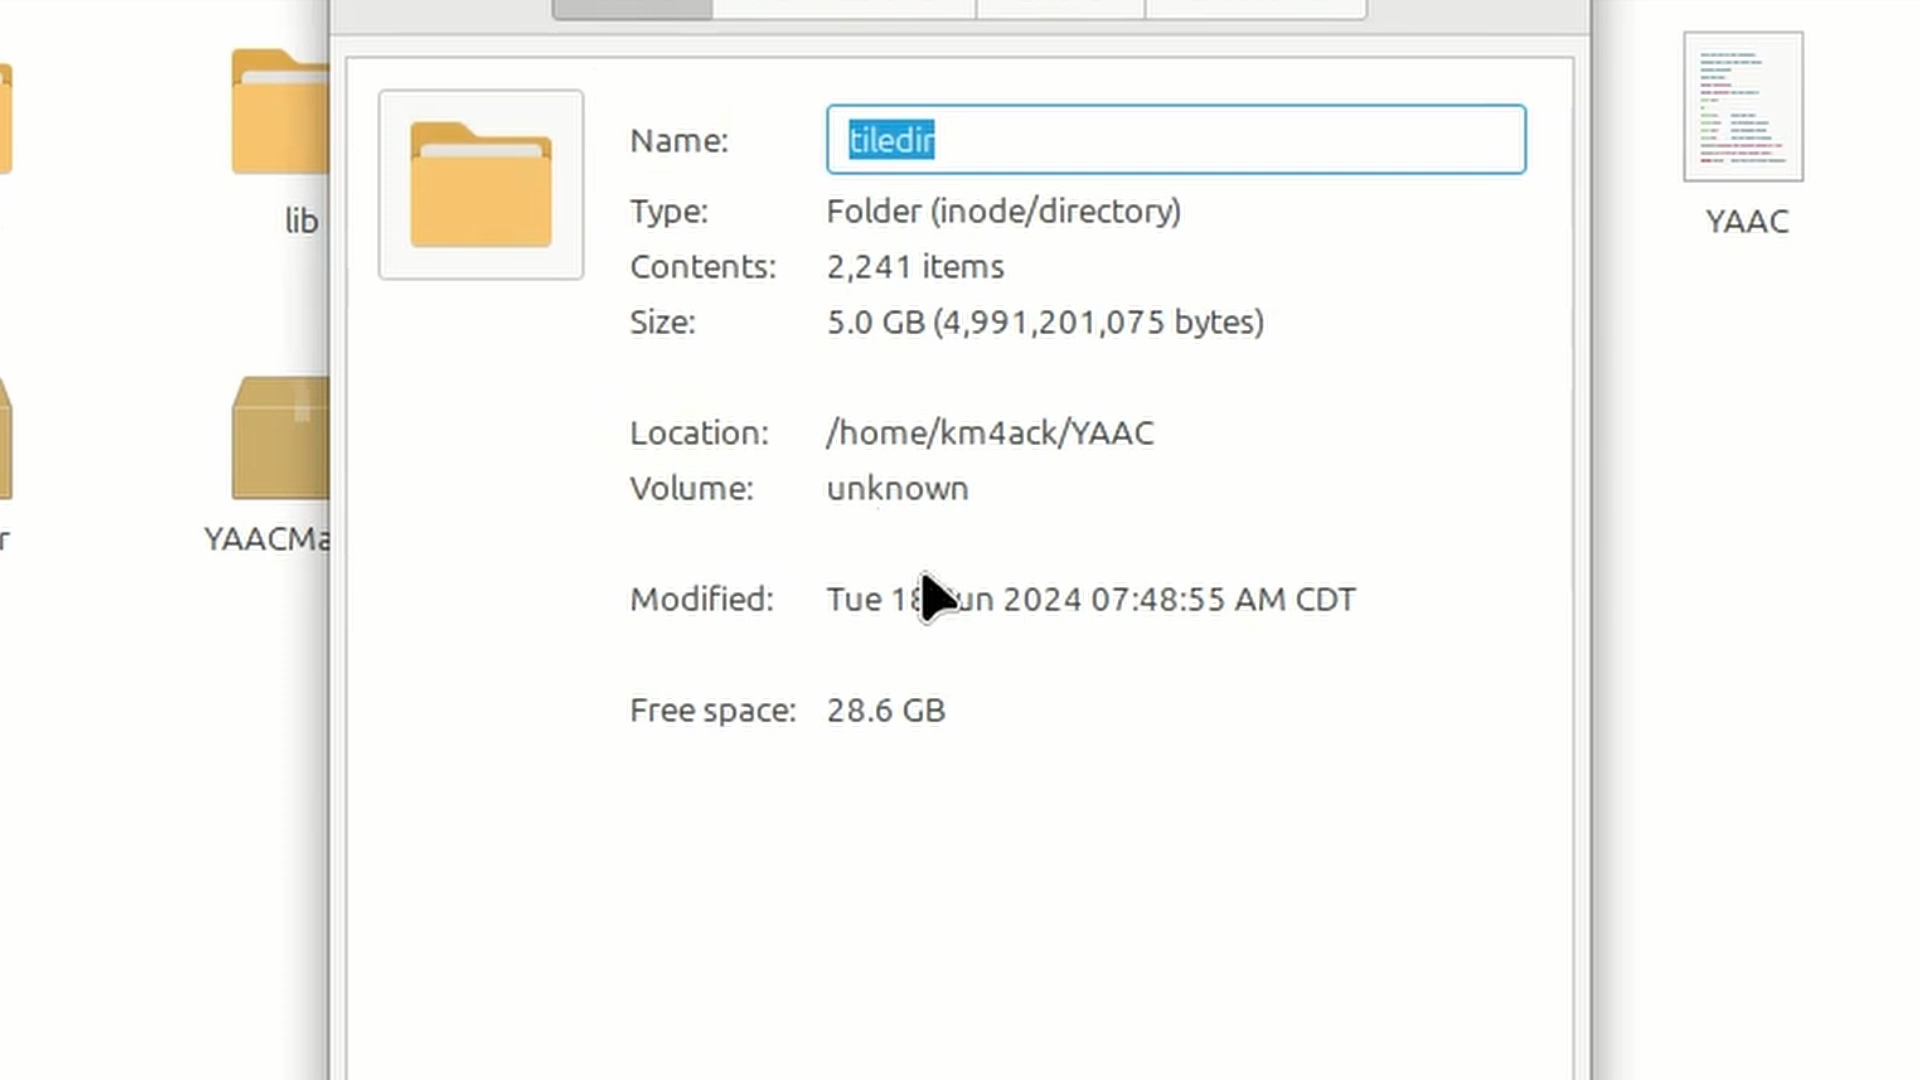 Name: tiledir
Type: Folder (inode/directory)
Contents: 2,241 items
Size: 5.0 GB (4,991,201,075 bytes)
Location: /home/km4ack/YAAC
Volume: unknown
Modified: Tue 18 Jun 2024 07:48:55 AM CDT
Free space: 28.6 GB
lib
YAACMa
r
YAAC